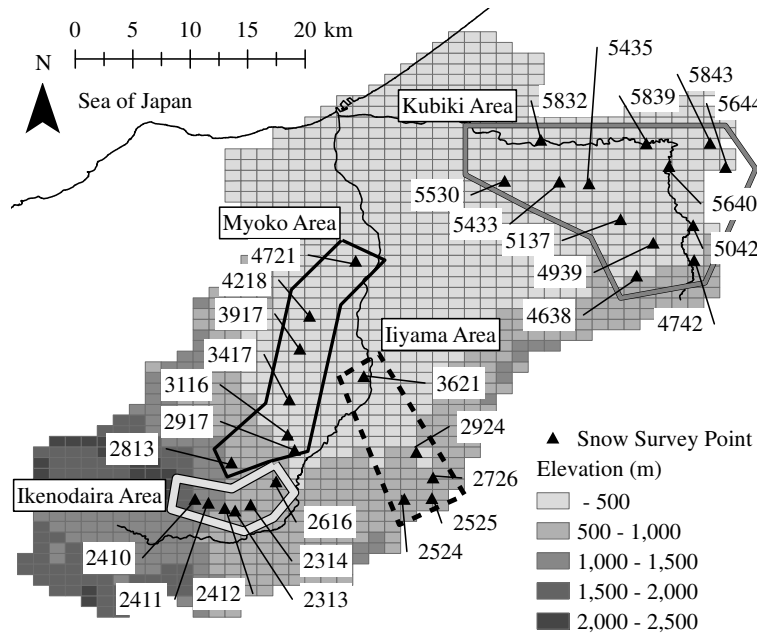 0 5 10 15 20 km
N
Sea of Japan
5435
5843
Kubiki Area
5832
5839
5644
5530
5433
5640
Myoko Area
5137
5042
4721
4939
4218
4638
4742
3917
Iiyama Area
3417
3621
3116
2924
2917
2813
Snow Survey Point
2726
Elevation (m)
Ikenodaira Area
2616
- 500
2525
500 - 1,000
2410
2314
2524
1,000 - 1,500
2411
2412
2313
1,500 - 2,000
2,000 - 2,500